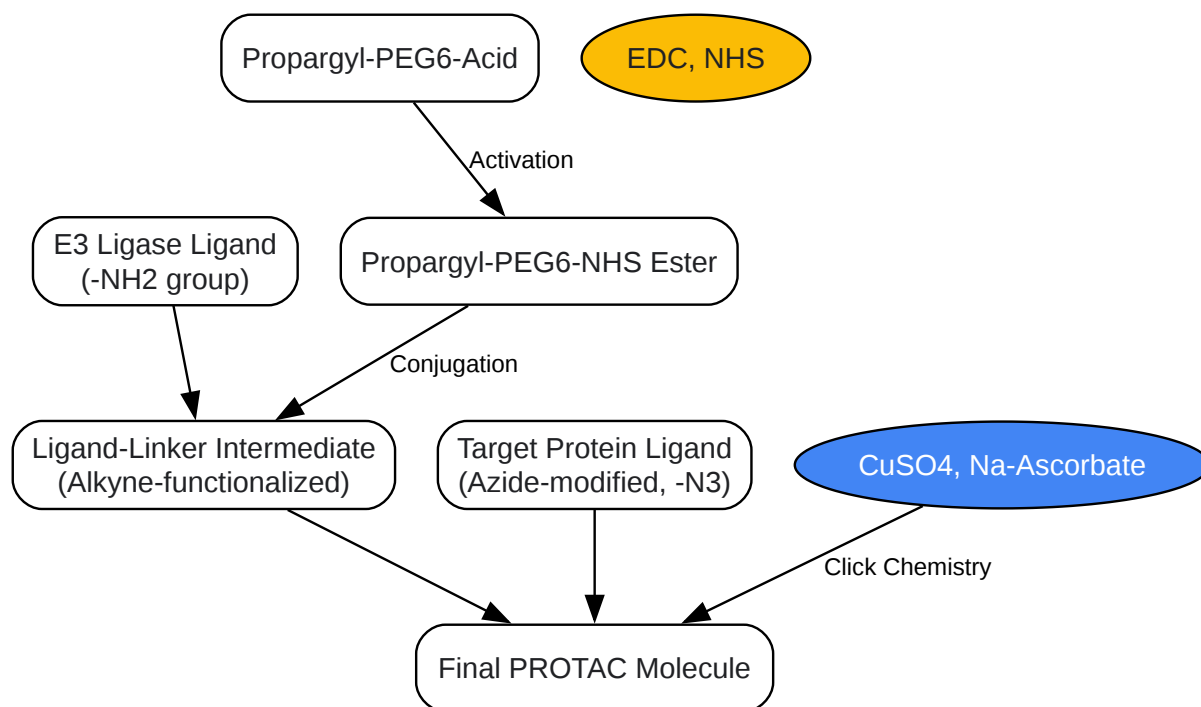 Propargyl-PEG6-Acid
EDC, NHS
Activation
E3 Ligase Ligand
(-NH2 group)
Propargyl-PEG6-NHS Ester
Conjugation
Ligand-Linker Intermediate
(Alkyne-functionalized)
Target Protein Ligand
(Azide-modified, -N3)
CuSO4, Na-Ascorbate
Click Chemistry
Final PROTAC Molecule